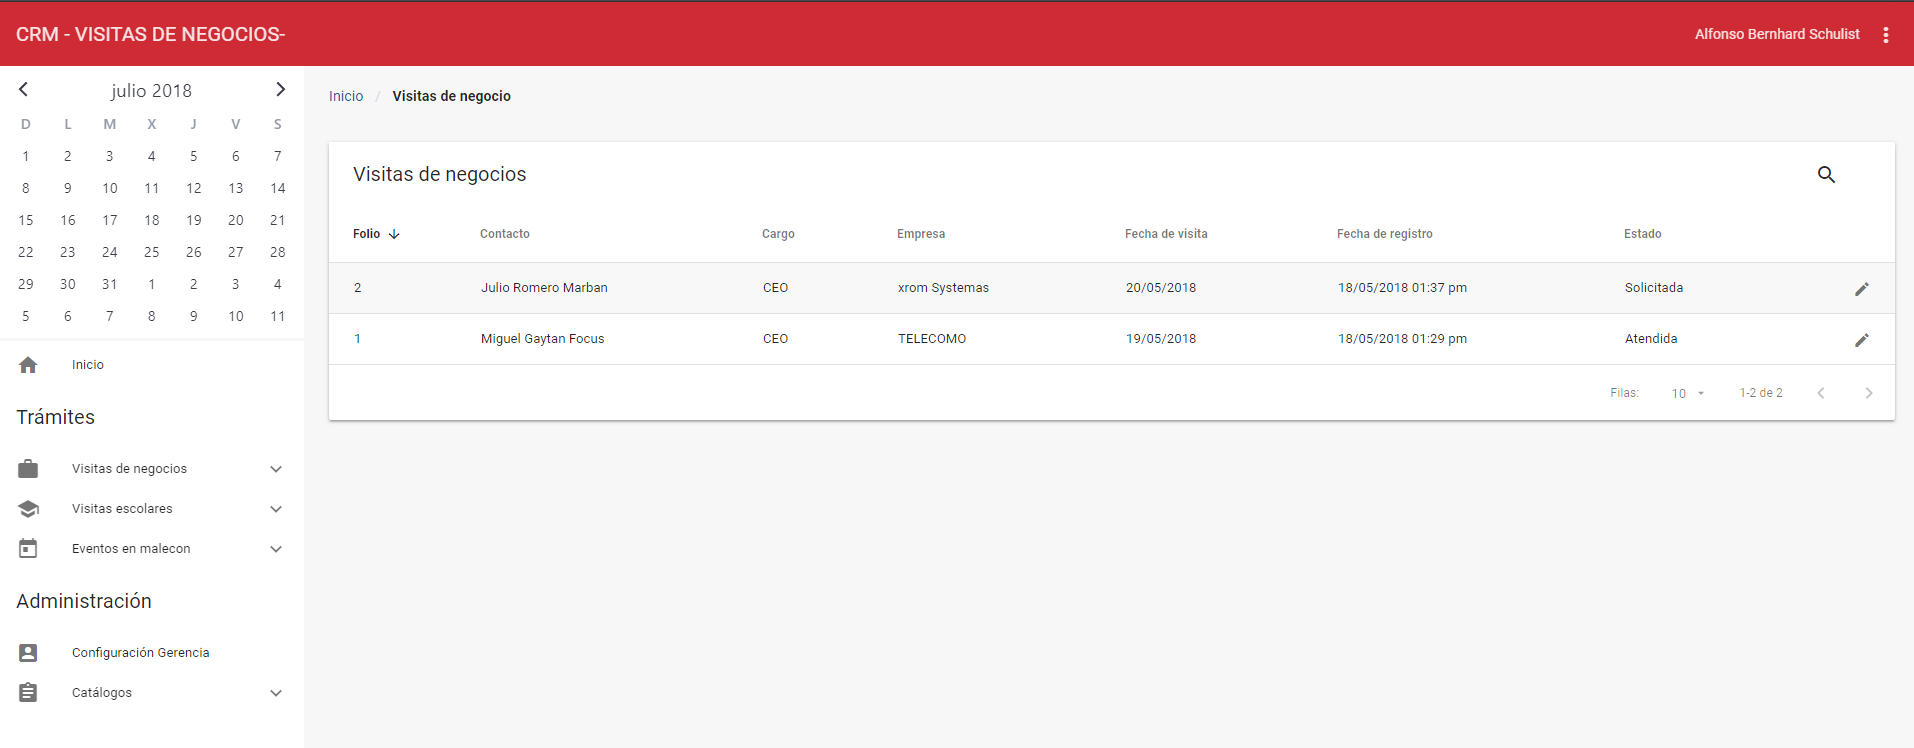 CRM - VISITAS DE NEGOCIOS-
Alfonso Bernhard Schulist
julio 2018
D L M X J V S
1 2 3 4 5 6 7
8 9 10 11 12 13 14
15 16 17 18 19 20 21
22 23 24 25 26 27 28
29 30 31 1 2 3 4
5 6 7 8 9 10 11
Inicio
Trámites
Visitas de negocios
Visitas escolares
Eventos en malecon
Administración
Configuración Gerencia
Catálogos
Inicio / Visitas de negocio
Visitas de negocios
Folio Contacto Cargo Empresa Fecha de visita Fecha de registro Estado
2 Julio Romero Marban CEO xrom Systemas 20/05/2018 18/05/2018 01:37 pm Solicitada
1 Miguel Gaytan Focus CEO TELECOMO 19/05/2018 18/05/2018 01:29 pm Atendida
Filas: 10 1-2 de 2